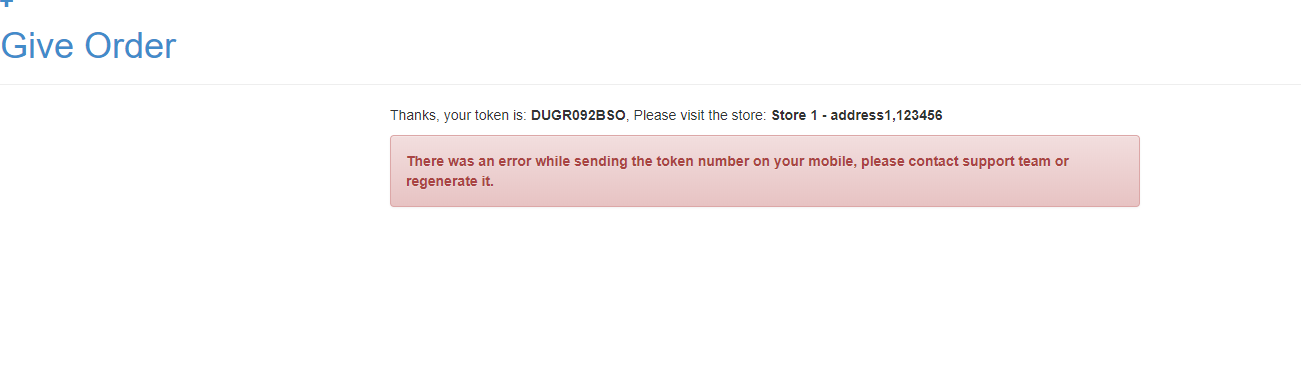 Give Order
Thanks, your token is: DUGR092BSO, Please visit the store: Store 1 - address1,123456
There was an error while sending the token number on your mobile, please contact support team or
regenerate it.